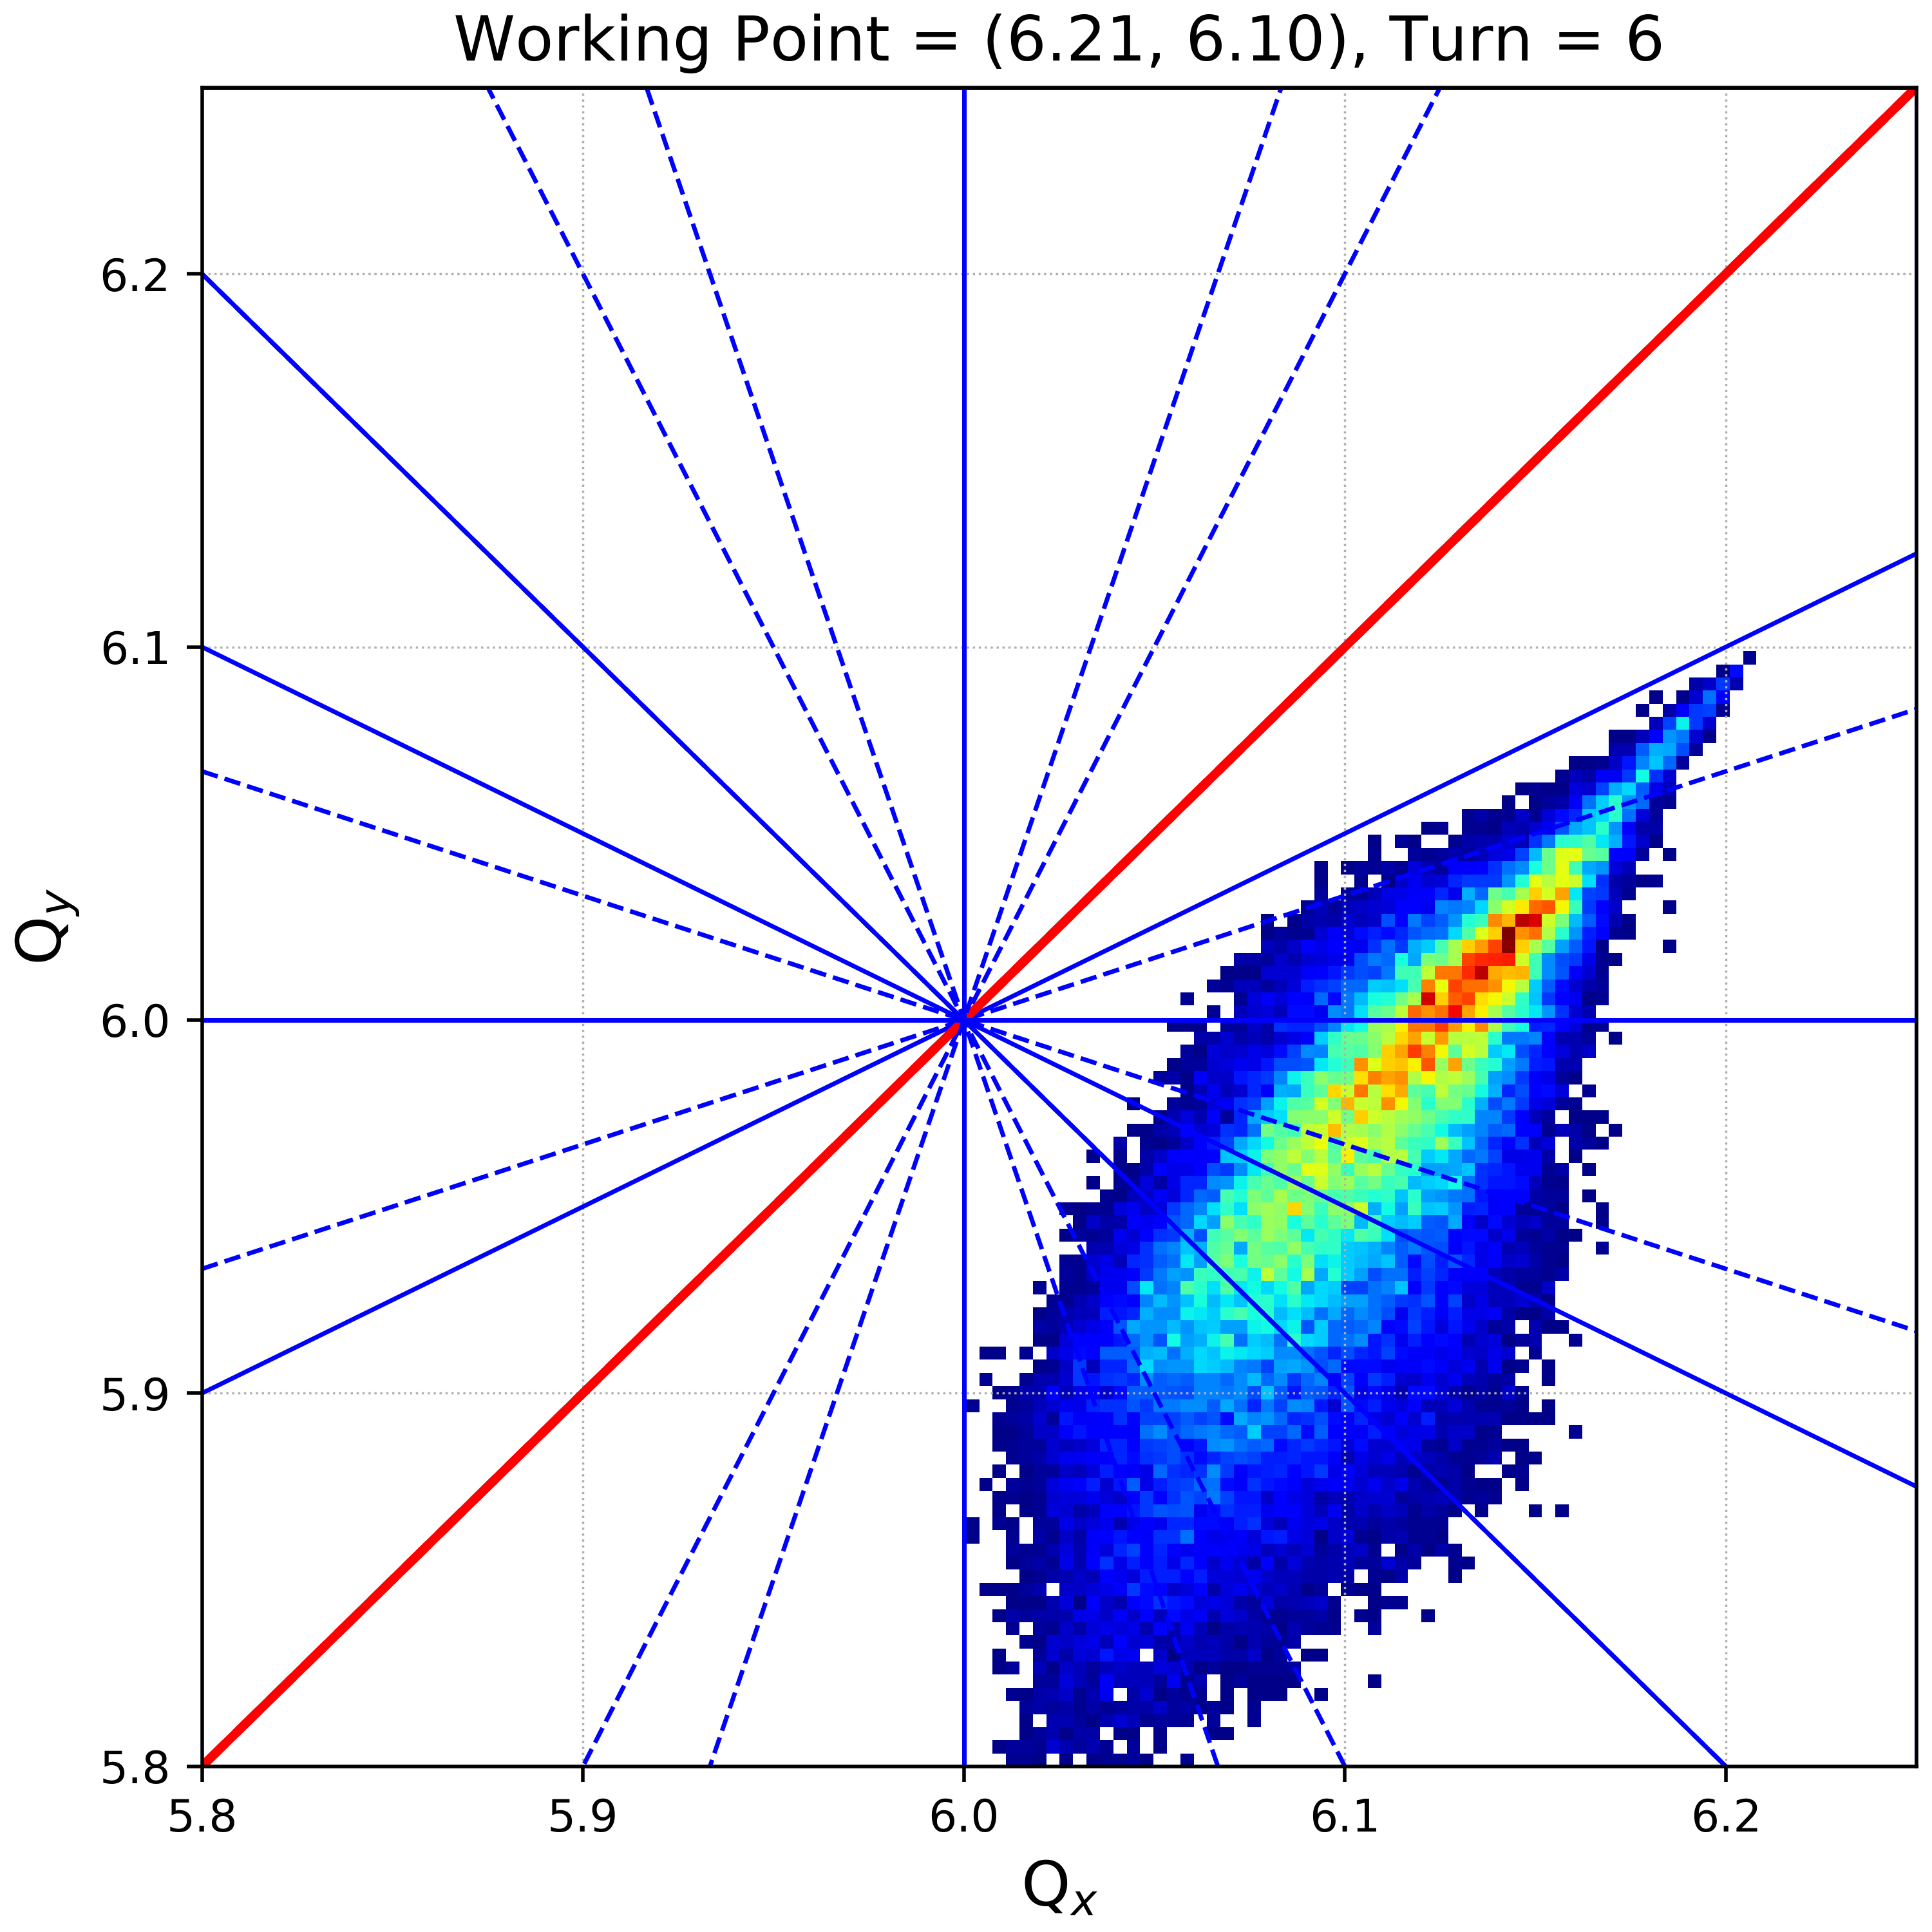 Working Point = (6.21, 6.10), Turn = 6
6.2
6.1
6.0
5.9
5.8
Qy
5.8 5.9 6.0 6.1 6.2
Qx